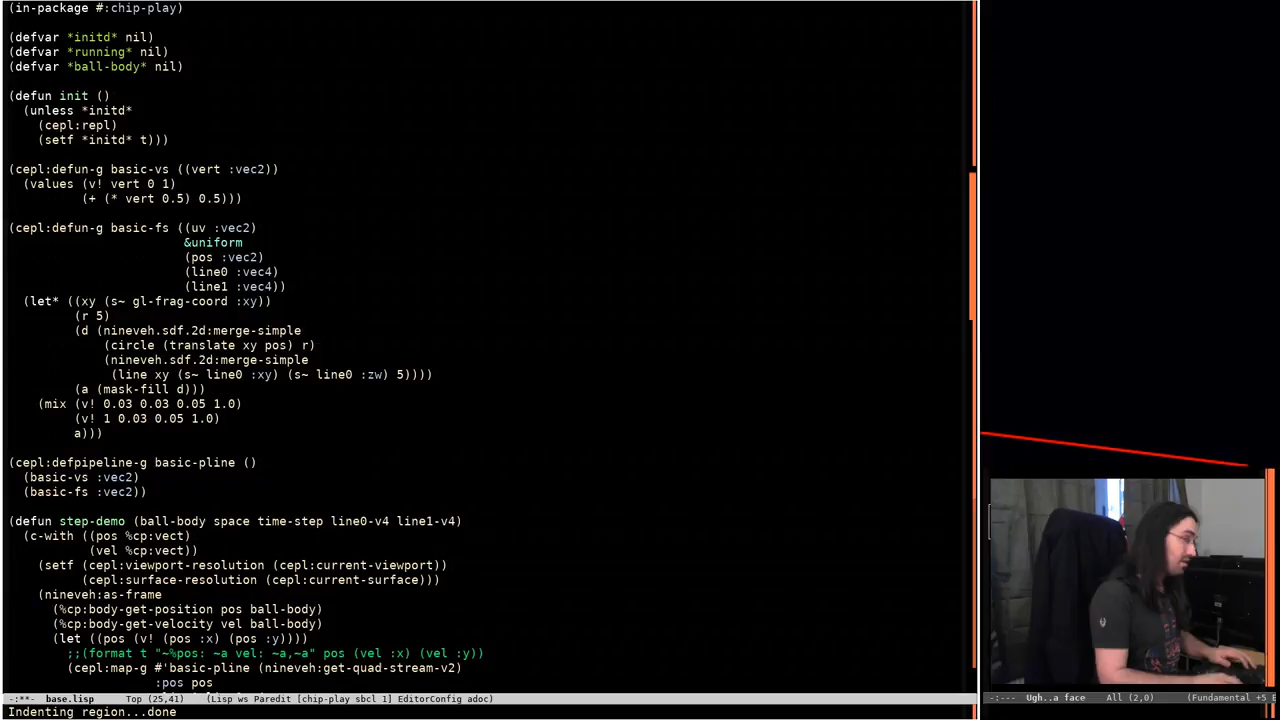 (in-package #:chip-play)
(defvar *initd* nil)
(defvar *running* nil)
(defvar *ball-body* nil)
(defun init ()
(unless *initd*
(cepl:repl)
(setf *initd* t)))
(cepl:defun-g basic-vs ((vert :vec2))
(values (v! vert 0 1)
(+ (* vert 0.5) 0.5)))
(cepl:defun-g basic-fs ((uv :vec2)
&uniform
(pos :vec2)
(line0 :vec4)
(line1 :vec4))
(let* ((xy (s~ gl-frag-coord :xy))
(r 5)
(d (nineveh.sdf.2d:merge-simple
(circle (translate xy pos) r)
(nineveh.sdf.2d:merge-simple
(line xy (s~ line0 :xy) (s~ line0 :zw) 5))))
(a (mask-fill d)))
(mix (v! 0.03 0.03 0.05 1.0)
(v! 1 0.03 0.05 1.0)
a)))
(cepl:defpipeline-g basic-pline ()
(basic-vs :vec2)
(basic-fs :vec2))
(defun step-demo (ball-body space time-step line0-v4 line1-v4)
(c-with ((pos %cp:vect)
(vel %cp:vect))
(setf (cepl:viewport-resolution (cepl:current-viewport))
(cepl:surface-resolution (cepl:current-surface)))
(nineveh:as-frame
(%cp:body-get-position pos ball-body)
(%cp:body-get-velocity vel ball-body)
(let ((pos (v! (pos :x) (pos :y))))
;;(format t "~%pos: ~a vel: ~a,~a" pos (vel :x) (vel :y))
(cepl:map-g #'basic-pline (nineveh:get-quad-stream-v2)
:pos pos
-:**- base.lisp Top (25,41) (Lisp ws Paredit [chip-play sbcl 1] EditorConfig adoc)
-:--- Ugh..a face All (2,0) (Fundamental +5 E
Indenting region...done